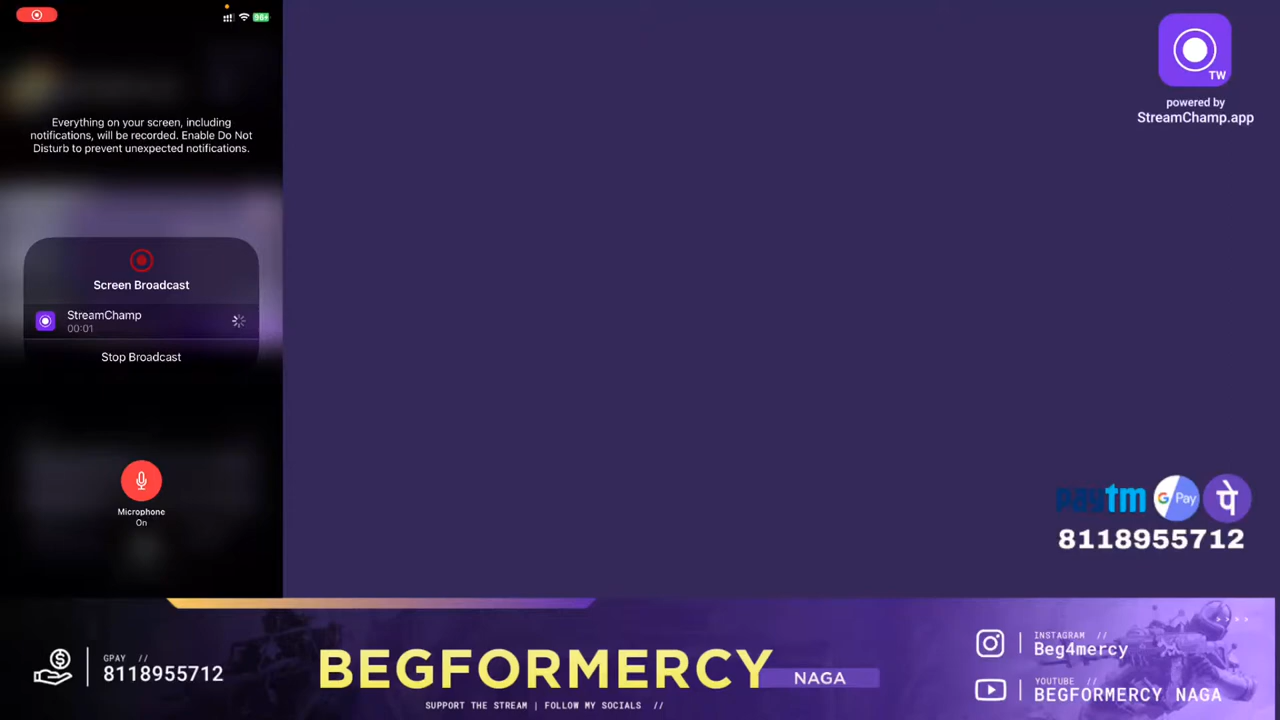 98+
Everything on your screen, including
notifications, will be recorded. Enable Do Not
Disturb to prevent unexpected notifications.
Screen Broadcast
StreamChamp
00:01
Stop Broadcast
Microphone
On
TW
powered by
StreamChamp.app
paytm G Pay पे
8118955712
GPAY //
8118955712
BEGFORMERCY
NAGA
SUPPORT THE STREAM | FOLLOW MY SOCIALS //
INSTAGRAM //
Beg4mercy
YOUTUBE //
BEGFORMERCY NAGA